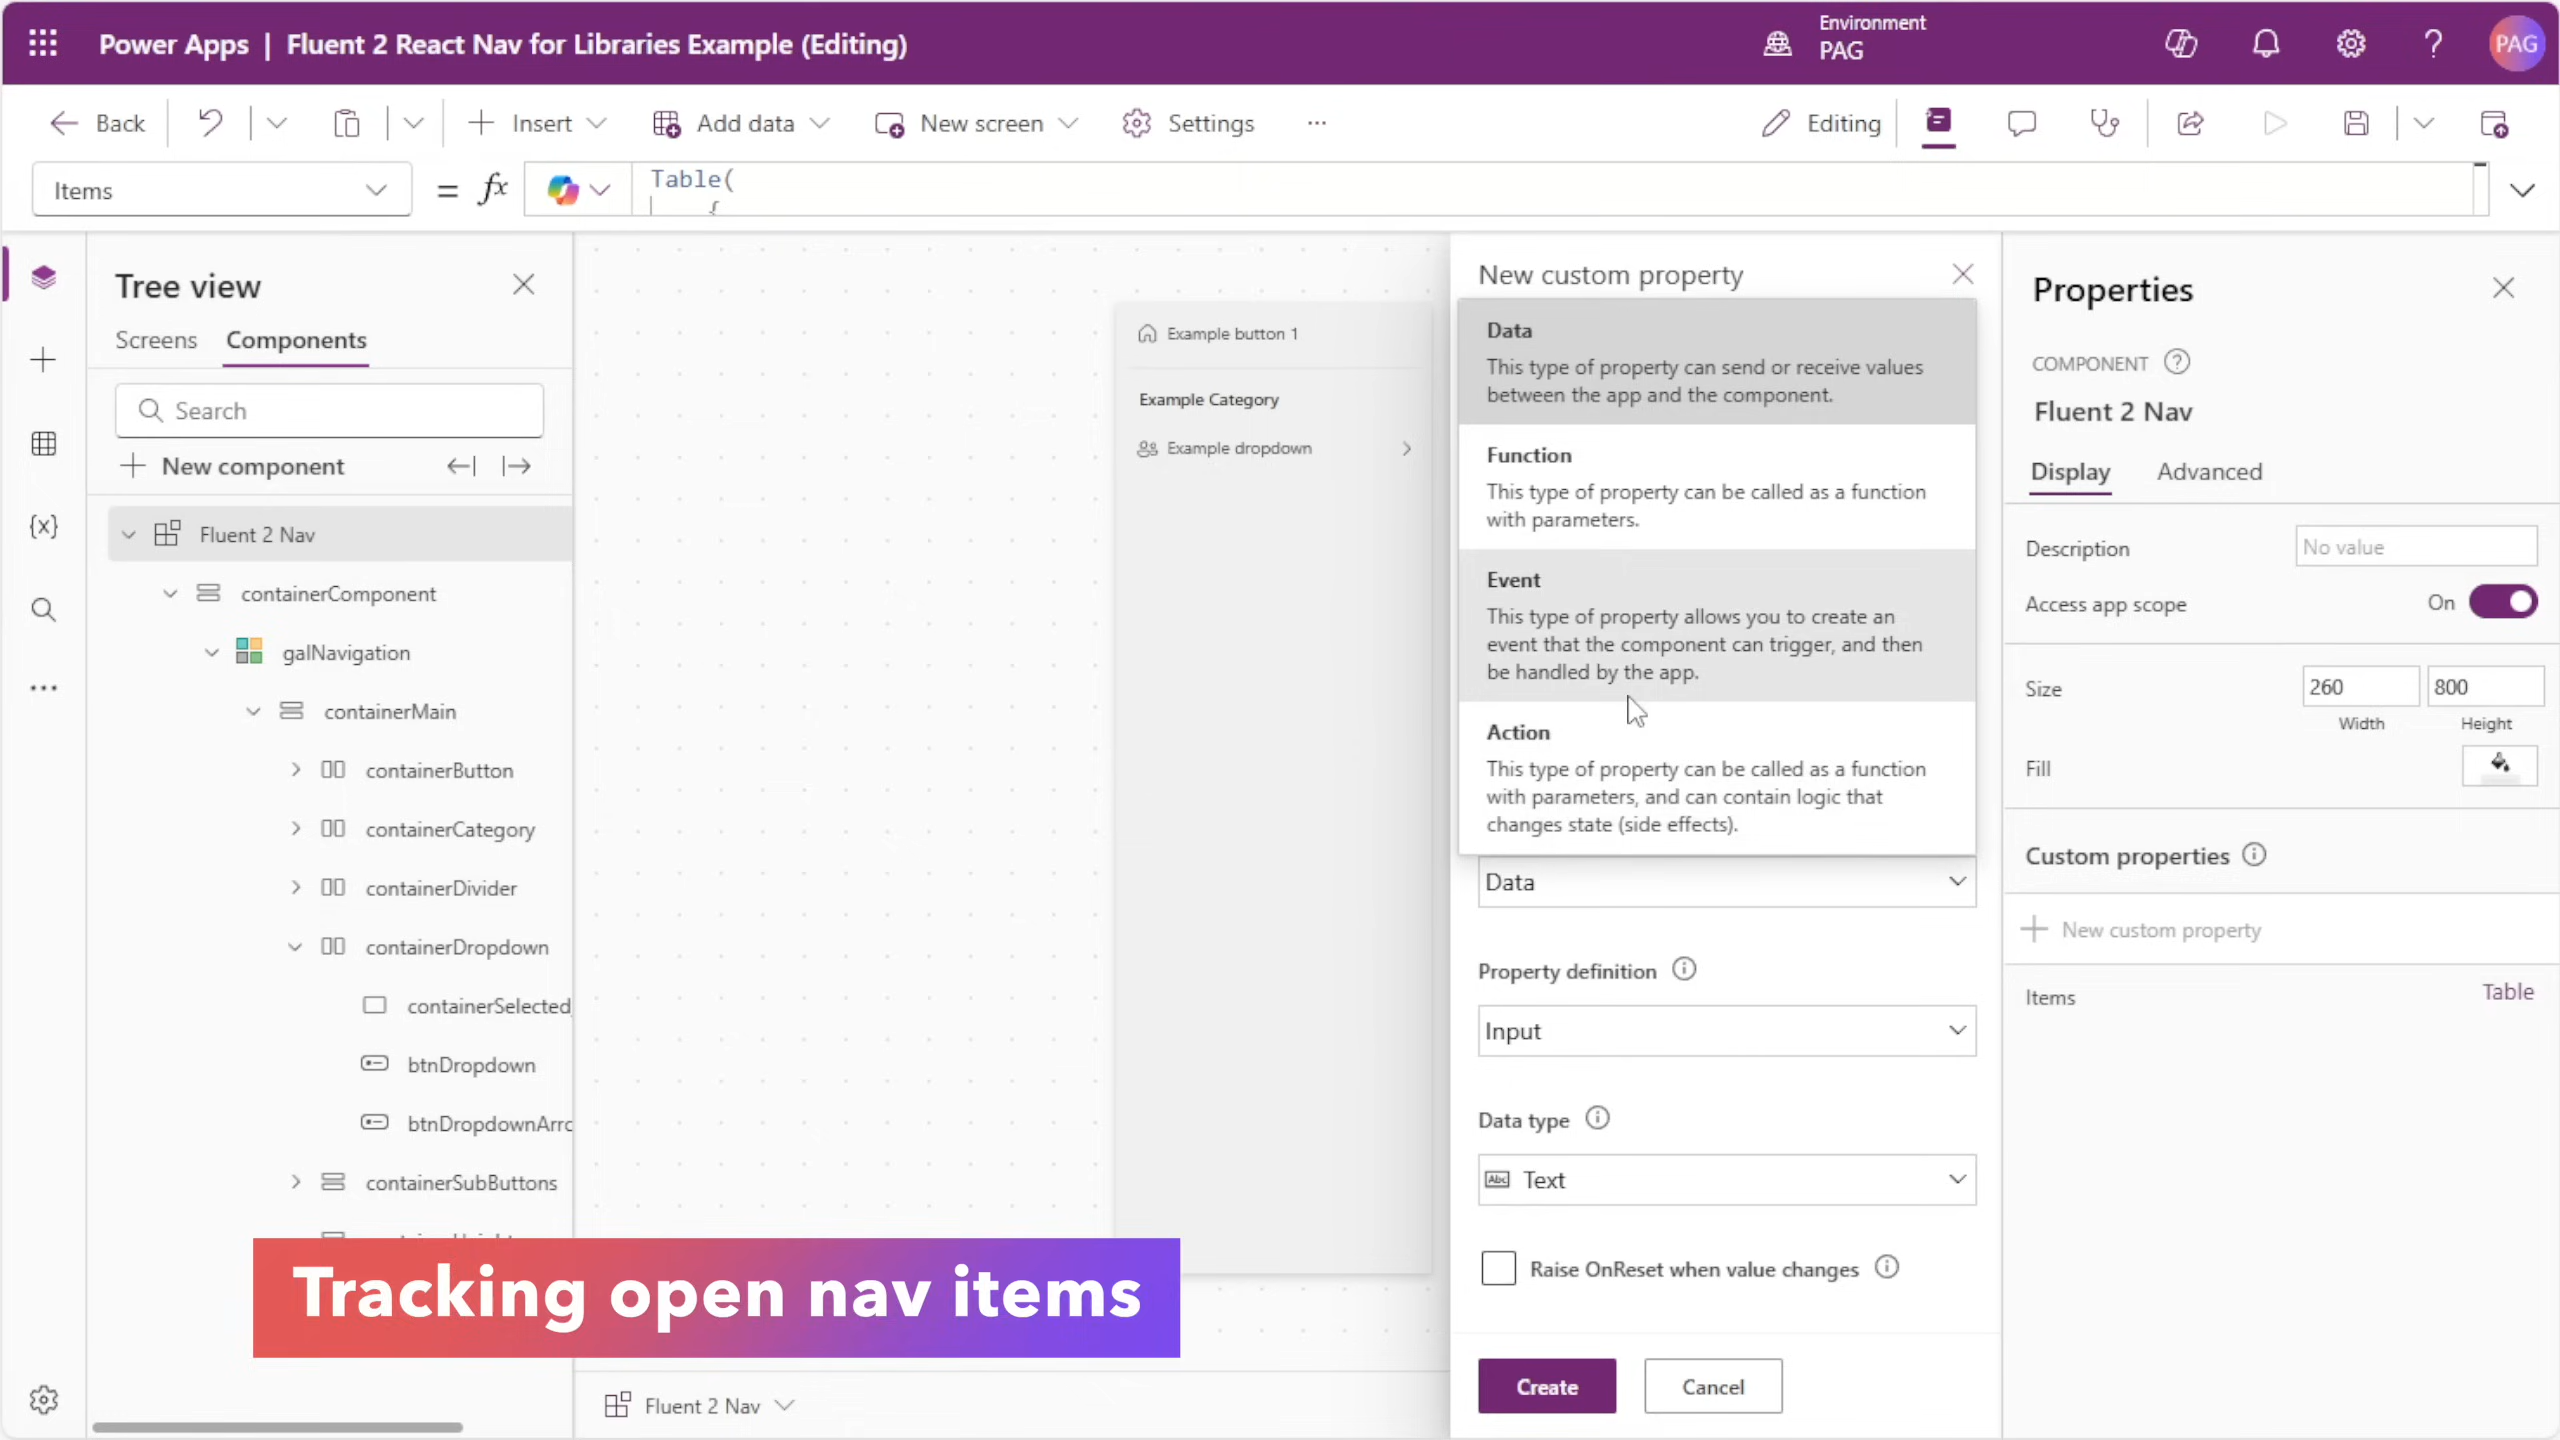 Power Apps | Fluent 2 React Nav for Libraries Example (Editing)
Environment
PAG
PAG
Back
Insert
Add data
New screen
Settings
Editing
Items
= fx
Table(
{
Tree view
Screens
Components
Search
New component
Fluent 2 Nav
containerComponent
galNavigation
containerMain
containerButton
containerCategory
containerDivider
containerDropdown
containerSelected
btnDropdown
btnDropdownArrc
containerSubButtons
Tracking open nav items
Example button 1
Example Category
Example dropdown
Fluent 2 Nav
New custom property
Data
This type of property can send or receive values
between the app and the component.
Function
This type of property can be called as a function
with parameters.
Event
This type of property allows you to create an
event that the component can trigger, and then
be handled by the app.
Action
This type of property can be called as a function
with parameters, and can contain logic that
changes state (side effects).
Data
Property definition
Input
Data type
Abc Text
Raise OnReset when value changes
Create
Cancel
Properties
COMPONENT
Fluent 2 Nav
Display
Advanced
Description
No value
Access app scope
On
Size
260
800
Width
Height
Fill
Custom properties
New custom property
Items
Table